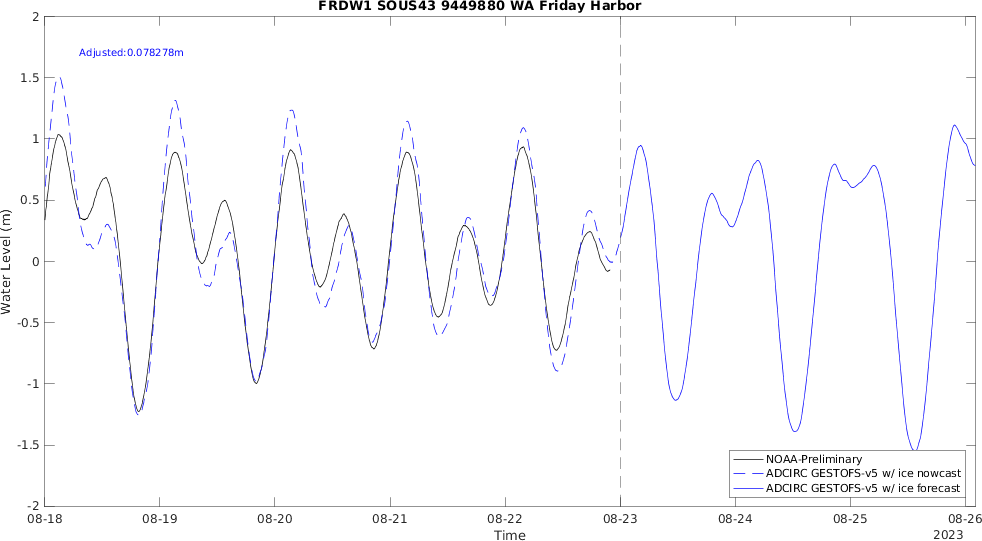 FRDW1 SOUS43 9449880 WA Friday Harbor
Adjusted:0.078278m
Water Level (m)
2
1.5
1
0.5
0
-0.5
-1
-1.5
-2
NOAA-Preliminary
ADCIRC GESTOFS-v5 w/ ice nowcast
ADCIRC GESTOFS-v5 w/ ice forecast
08-18 08-19 08-20 08-21 08-22 08-23 08-24 08-25 08-26
Time
2023